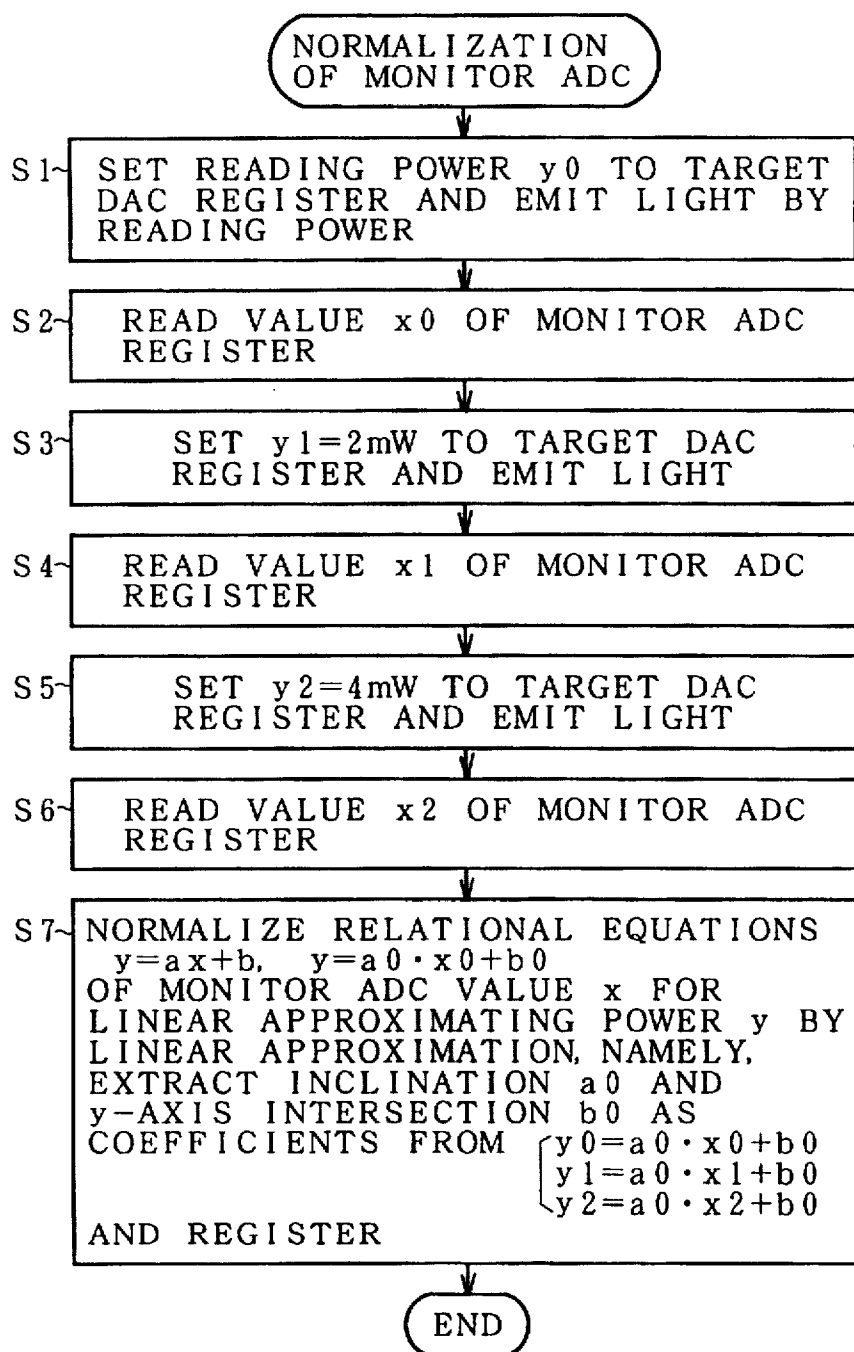 NORMALIZATION
OF MONITOR ADC
S1~ SET READING POWER y0 TO TARGET
DAC REGISTER AND EMIT LIGHT BY
READING POWER
S2~ READ VALUE x0 OF MONITOR ADC
REGISTER
S3~ SET y1=2mW TO TARGET DAC
REGISTER AND EMIT LIGHT
S4~ READ VALUE x1 OF MONITOR ADC
REGISTER
S5~ SET y2=4mW TO TARGET DAC
REGISTER AND EMIT LIGHT
S6~ READ VALUE x2 OF MONITOR ADC
REGISTER
S7~ NORMALIZE RELATIONAL EQUATIONS
y=ax+b, y=a0·x0+b0
OF MONITOR ADC VALUE x FOR
LINEAR APPROXIMATING POWER y BY
LINEAR APPROXIMATION, NAMELY,
EXTRACT INCLINATION a0 AND
y-AXIS INTERSECTION b0 AS
COEFFICIENTS FROM y0=a0·x0+b0
y1=a0·x1+b0
y2=a0·x2+b0
AND REGISTER
END